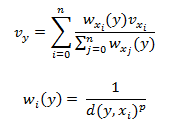 v_y = \sum_{i=0}^{n} \frac{w_{x_i}(y) v_{x_i}}{\sum_{j=0}^{n} w_{x_j}(y)}
w_i(y) = \frac{1}{d(y, x_i)^p}